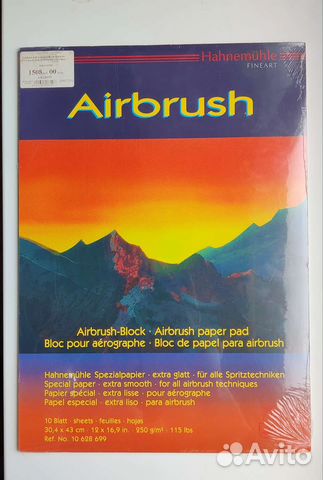 Hahnemühle
FINEART
1508 00
Airbrush
Airbrush-Block · Airbrush paper pad
Bloc pour aérographe · Bloc de papel para airbrush
Hahnemühle Spezialpapier · extra glatt · für alle Spritztechniken
Special paper · extra smooth · for all airbrush techniques
Papier spécial · extra lisse · pour aérographe
Papel especial · extra liso · para airbrush
10 Blatt · sheets · feuilles · hojas
30,4 x 43 cm · 12 x 16,9 in. · 250 g/m² · 115 lbs
Ref. No. 10 628 699
Avito